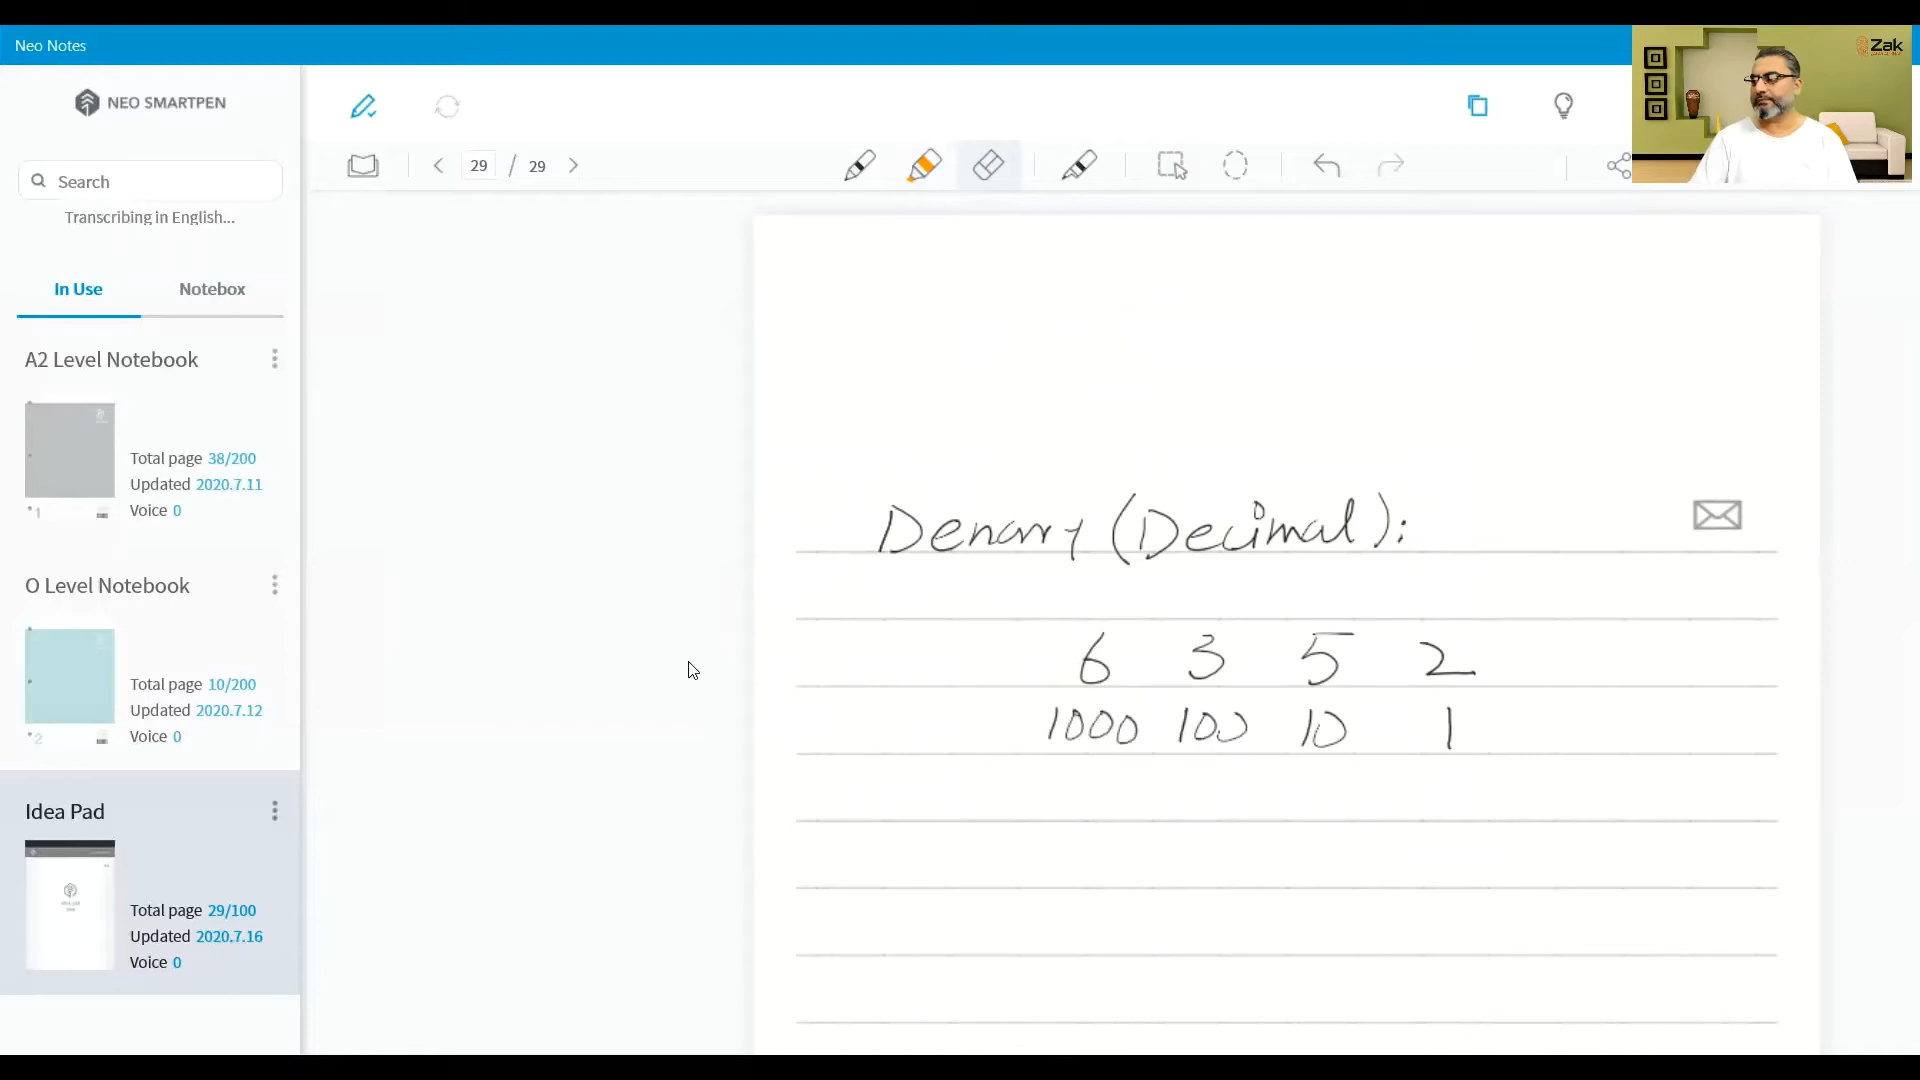 Neo Notes
Zak
NEO SMARTPEN
29 / 29
Search
Transcribing in English...
In Use Notebox
A2 Level Notebook
Total page 38/200
Updated 2020.7.11
Voice 0
1
O Level Notebook
Total page 10/200
Updated 2020.7.12
Voice 0
2
Idea Pad
Total page 29/100
Updated 2020.7.16
Voice 0
Denary (Decimal):
6 3 5 2
1000 100 10 1